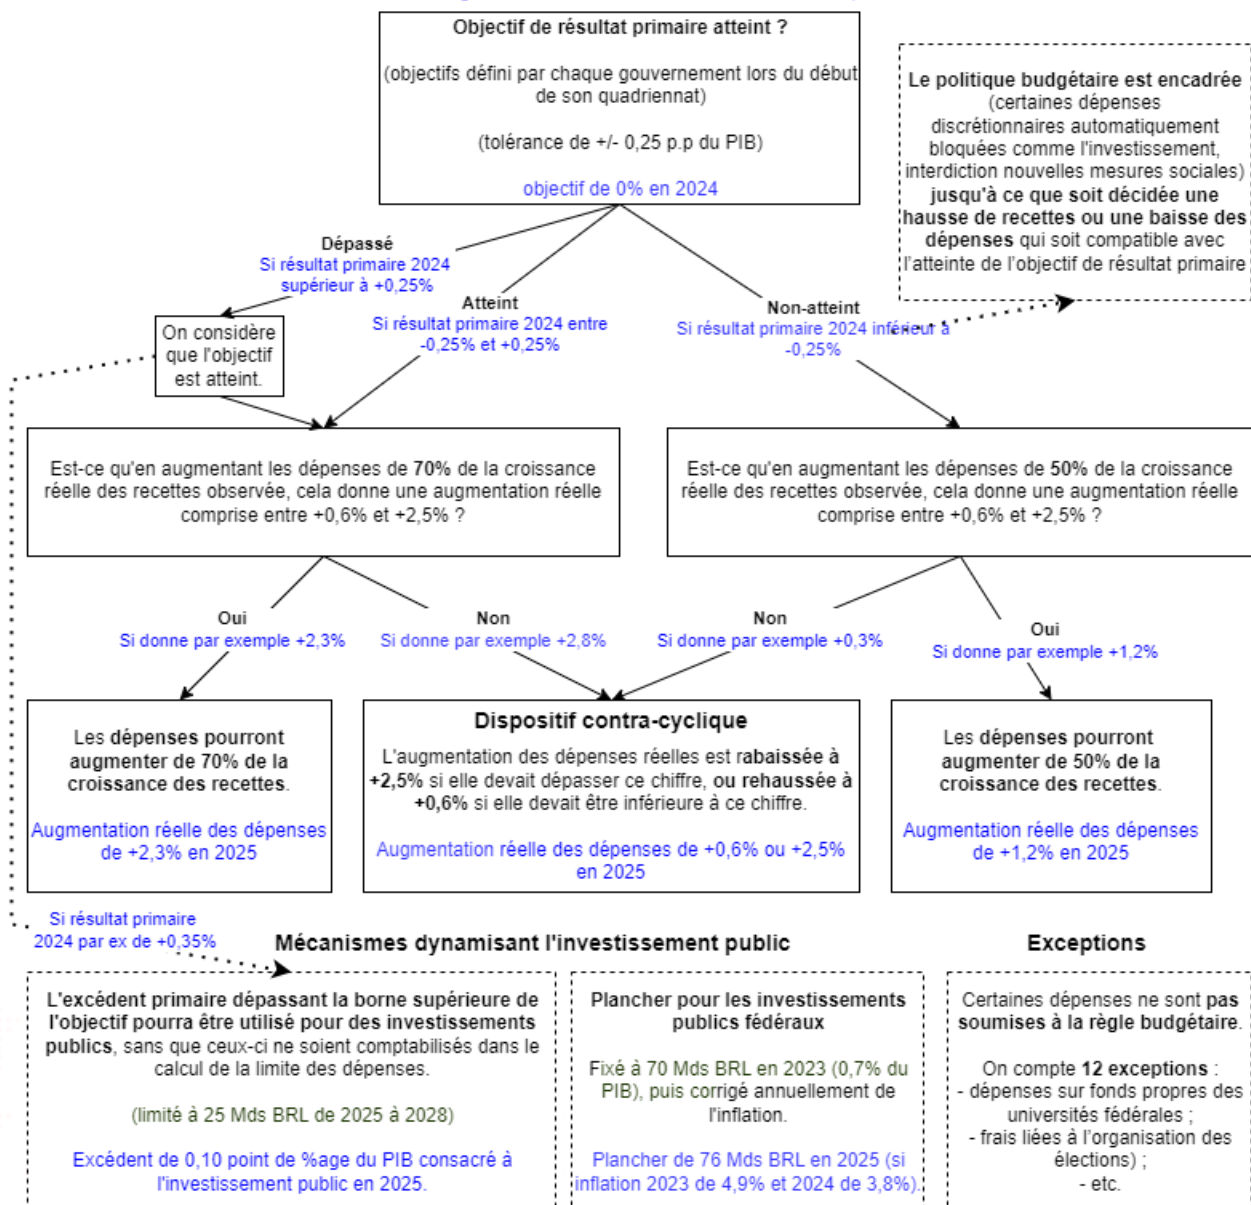 Objectif de résultat primaire atteint ?
(objectifs défini par chaque gouvernement lors du début
de son quadriennat)
(tolérance de +/- 0,25 p.p du PIB)
objectif de 0% en 2024
Le politique budgétaire est encadrée
(certaines dépenses
discrétionnaires automatiquement
bloquées comme l'investissement,
interdiction nouvelles mesures sociales)
jusqu'à ce que soit décidée une
hausse de recettes ou une baisse des
dépenses qui soit compatible avec
l'atteinte de l'objectif de résultat primaire
Dépassé
Si résultat primaire 2024
supérieur à +0,25%
Atteint
Si résultat primaire 2024 entre
-0,25% et +0,25%
Non-atteint
Si résultat primaire 2024 inférieur à
-0,25%
On considère
que l'objectif
est atteint.
Est-ce qu'en augmentant les dépenses de 70% de la croissance
réelle des recettes observée, cela donne une augmentation réelle
comprise entre +0,6% et +2,5% ?
Est-ce qu'en augmentant les dépenses de 50% de la croissance
réelle des recettes observée, cela donne une augmentation réelle
comprise entre +0,6% et +2,5% ?
Oui
Si donne par exemple +2,3%
Non
Si donne par exemple +2,8%
Non
Si donne par exemple +0,3%
Oui
Si donne par exemple +1,2%
Les dépenses pourront
augmenter de 70% de la
croissance des recettes.
Augmentation réelle des dépenses
de +2,3% en 2025
Dispositif contra-cyclique
L'augmentation des dépenses réelles est rabaissée à
+2,5% si elle devait dépasser ce chiffre, ou rehaussée à
+0,6% si elle devait être inférieure à ce chiffre.
Augmentation réelle des dépenses de +0,6% ou +2,5%
en 2025
Les dépenses pourront
augmenter de 50% de la
croissance des recettes.
Augmentation réelle des dépenses
de +1,2% en 2025
Si résultat primaire
2024 par ex de +0,35%
Mécanismes dynamisant l'investissement public
Exceptions
L'excédent primaire dépassant la borne supérieure de
l'objectif pourra être utilisé pour des investissements
publics, sans que ceux-ci ne soient comptabilisés dans le
calcul de la limite des dépenses.
(limité à 25 Mds BRL de 2025 à 2028)
Excédent de 0,10 point de %age du PIB consacré à
l'investissement public en 2025.
Plancher pour les investissements
publics fédéraux
Fixé à 70 Mds BRL en 2023 (0,7% du
PIB), puis corrigé annuellement de
l'inflation.
Plancher de 76 Mds BRL en 2025 (si
inflation 2023 de 4,9% et 2024 de 3,8%).
Certaines dépenses ne sont pas
soumises à la règle budgétaire.
On compte 12 exceptions :
- dépenses sur fonds propres des
universités fédérales ;
- frais liées à l'organisation des
élections) ;
- etc.